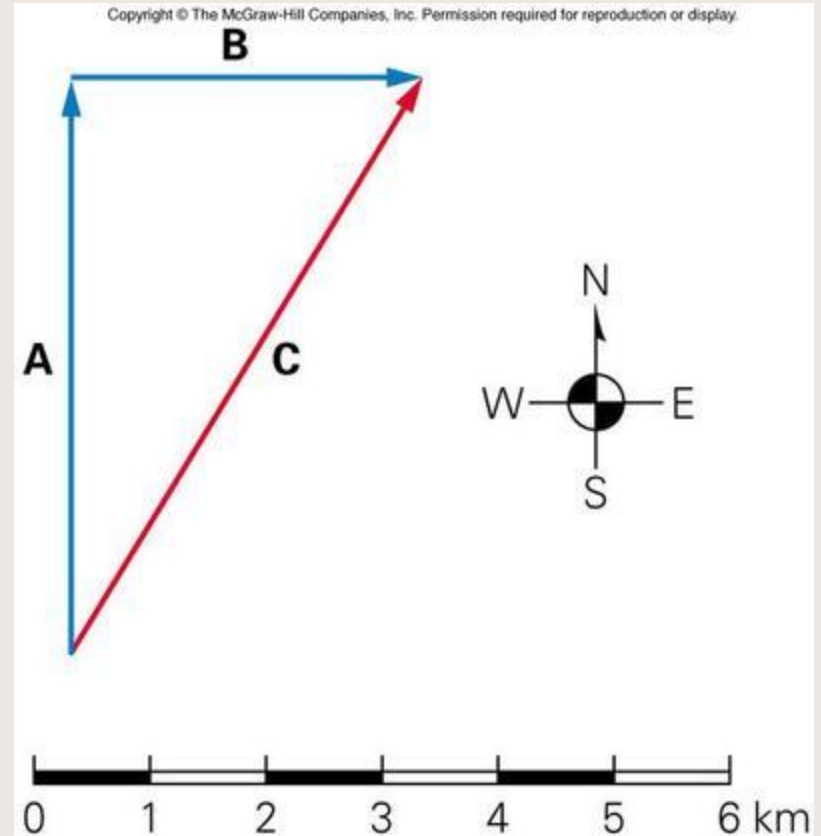 Copyright © The McGraw-Hill Companies, Inc. Permission required for reproduction or display.
B
A
C
N
W E
S
0 1 2 3 4 5 6 km